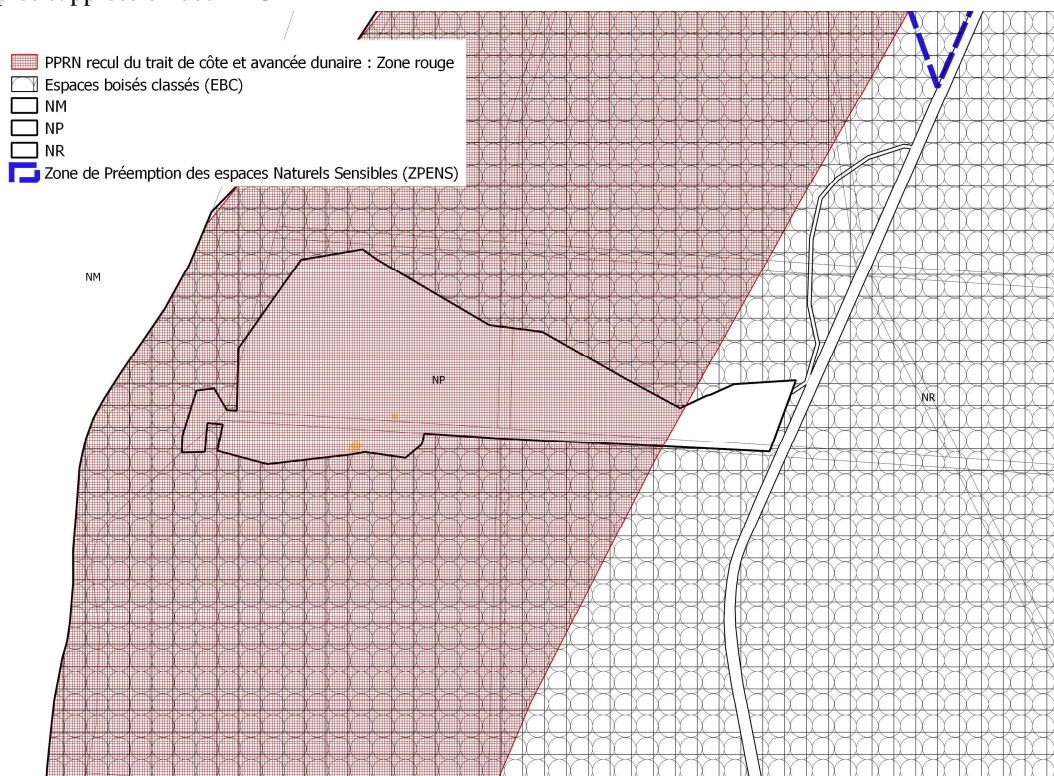 PPRN recul du trait de côte et avancée dunaire : Zone rouge
Espaces boisés classés (EBC)
NM
NP
NR
Zone de Préemption des espaces Naturels Sensibles (ZPENS)
NM
NP
NR